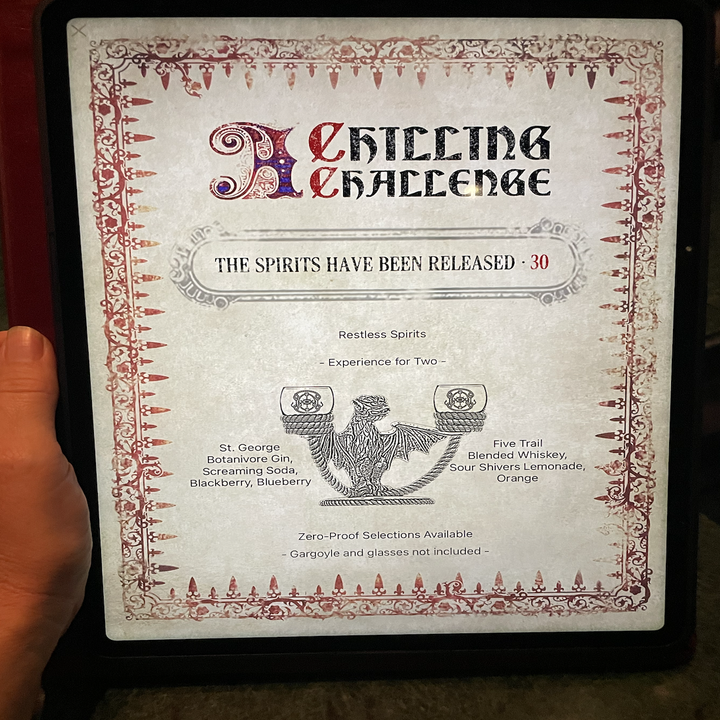 A CHILLING
CHALLENGE
THE SPIRITS HAVE BEEN RELEASED · 30
Restless Spirits
- Experience for Two -
St. George
Botanivore Gin,
Screaming Soda,
Blackberry, Blueberry
Five Trail
Blended Whiskey,
Sour Shivers Lemonade,
Orange
Zero-Proof Selections Available
- Gargoyle and glasses not included -